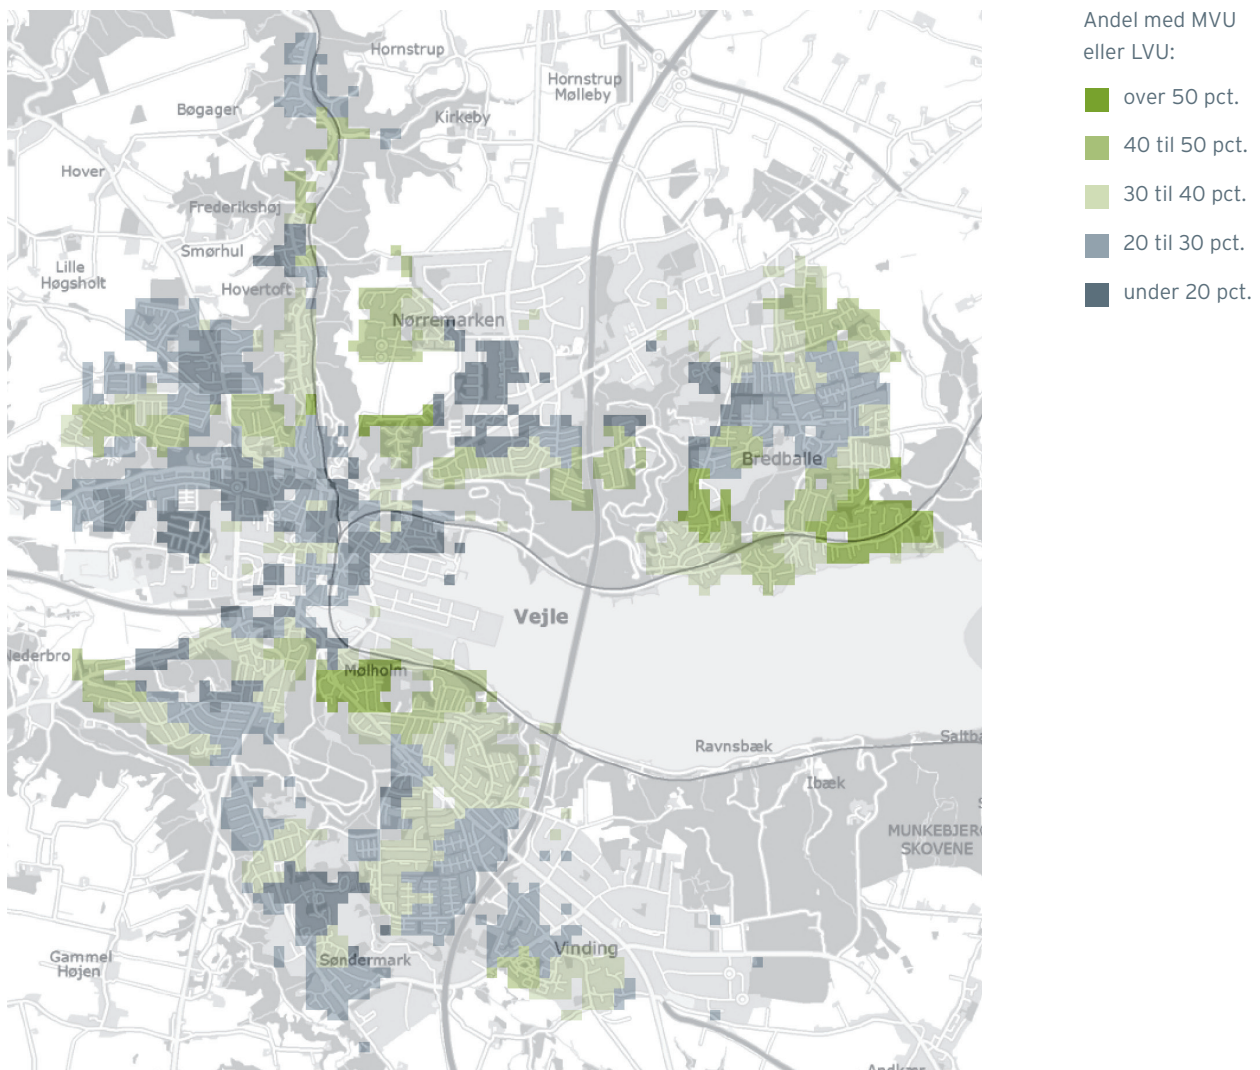 Andel med MVU
eller LVU:
over 50 pct.
40 til 50 pct.
30 til 40 pct.
20 til 30 pct.
under 20 pct.
Hornstrup
Hornstrup
Mølleby
Bøgager
Kirkeby
Hover
Frederikshøj
Smørhul
Lille
Høgsholt
Hovertoft
Nørremarken
Bredballe
Vejle
Mølholm
Ravnsbæk
Ibæk
SKOVENE
Gammel
Højen
Søndermark
Vinding